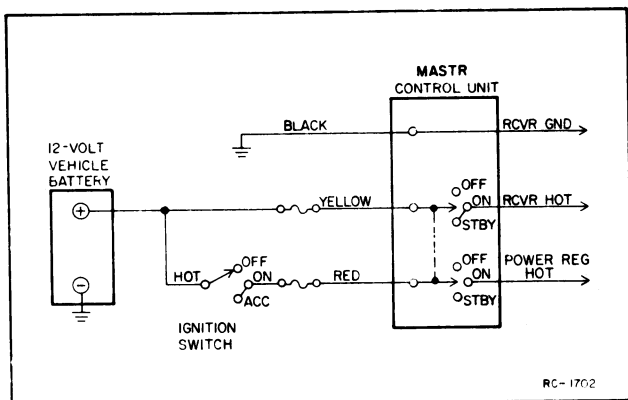 MASTR
CONTROL UNIT
BLACK
RCVR GND
12-VOLT
VEHICLE
BATTERY
+
OFF
YELLOW
ON
RCVR HOT
STBY
OFF
POWER REG
HOT
OFF
HOT
ON
RED
ON
−
ACC
STBY
IGNITION
SWITCH
RC-1702